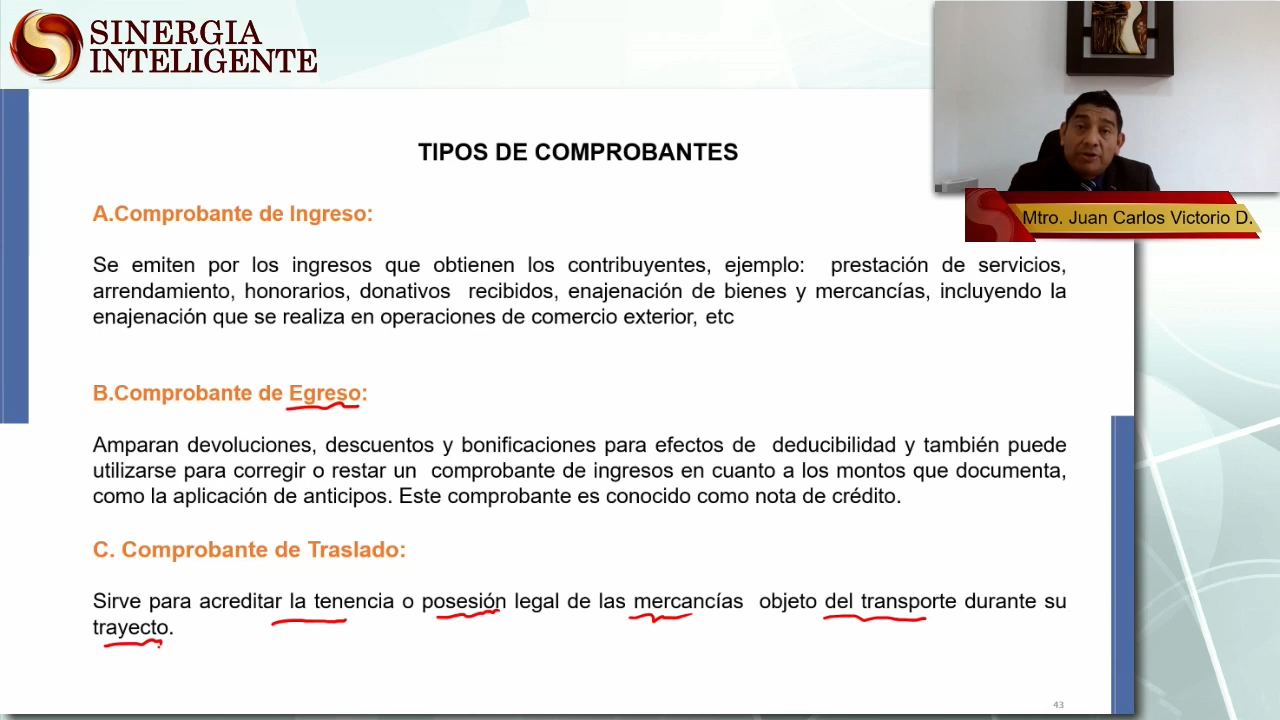 SINERGIA
INTELIGENTE
TIPOS DE COMPROBANTES
Mtro. Juan Carlos Victorio D.
A.Comprobante de Ingreso:
Se emiten por los ingresos que obtienen los contribuyentes, ejemplo: prestación de servicios,
arrendamiento, honorarios, donativos recibidos, enajenación de bienes y mercancías, incluyendo la
enajenación que se realiza en operaciones de comercio exterior, etc
B.Comprobante de Egreso:
Amparan devoluciones, descuentos y bonificaciones para efectos de deducibilidad y también puede
utilizarse para corregir o restar un comprobante de ingresos en cuanto a los montos que documenta,
como la aplicación de anticipos. Este comprobante es conocido como nota de crédito.
C. Comprobante de Traslado:
Sirve para acreditar la tenencia o posesión legal de las mercancías objeto del transporte durante su
trayecto.
43